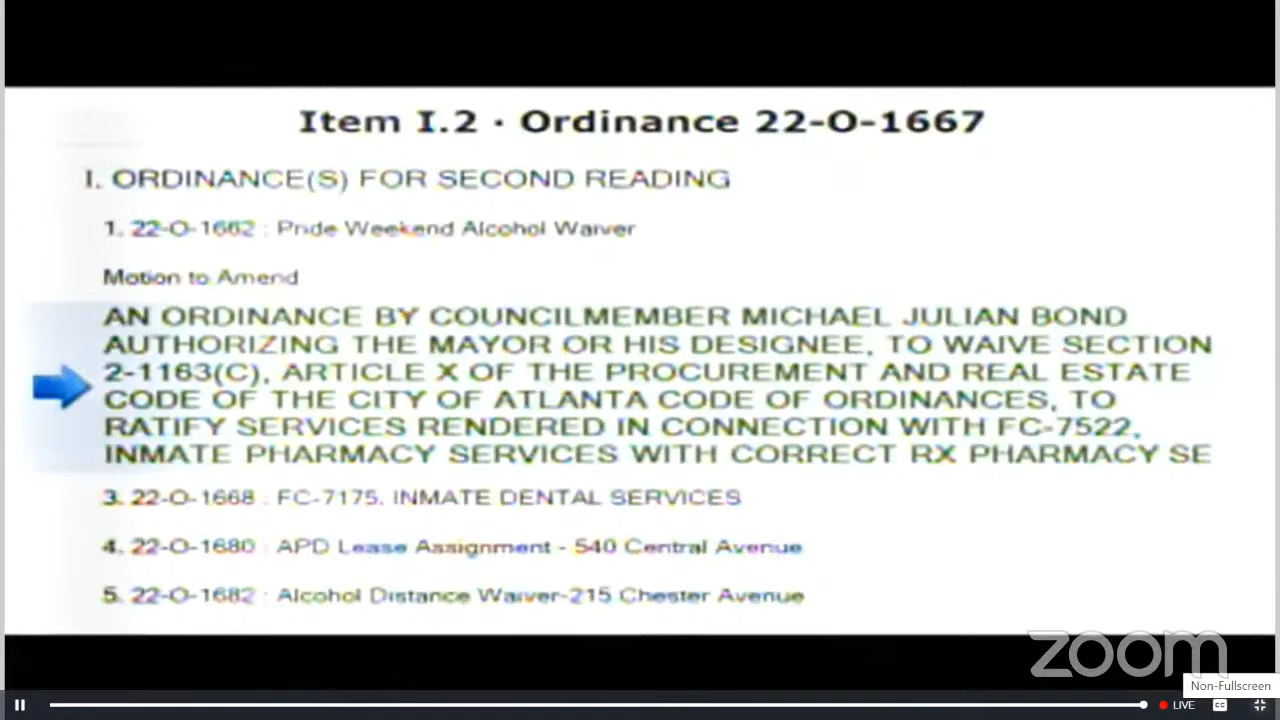 Item I.2 · Ordinance 22-O-1667
I. ORDINANCE(S) FOR SECOND READING
1. 22-O-1662 : Pride Weekend Alcohol Waiver
Motion to Amend
AN ORDINANCE BY COUNCILMEMBER MICHAEL JULIAN BOND
AUTHORIZING THE MAYOR OR HIS DESIGNEE, TO WAIVE SECTION
2-1163(C), ARTICLE X OF THE PROCUREMENT AND REAL ESTATE
CODE OF THE CITY OF ATLANTA CODE OF ORDINANCES, TO
RATIFY SERVICES RENDERED IN CONNECTION WITH FC-7522,
INMATE PHARMACY SERVICES WITH CORRECT RX PHARMACY SE
3. 22-O-1668 : FC-7175, INMATE DENTAL SERVICES
4. 22-O-1680 : APD Lease Assignment - 540 Central Avenue
5. 22-O-1682 : Alcohol Distance Waiver-215 Chester Avenue
zoom
Non-Fullscreen
LIVE
CC